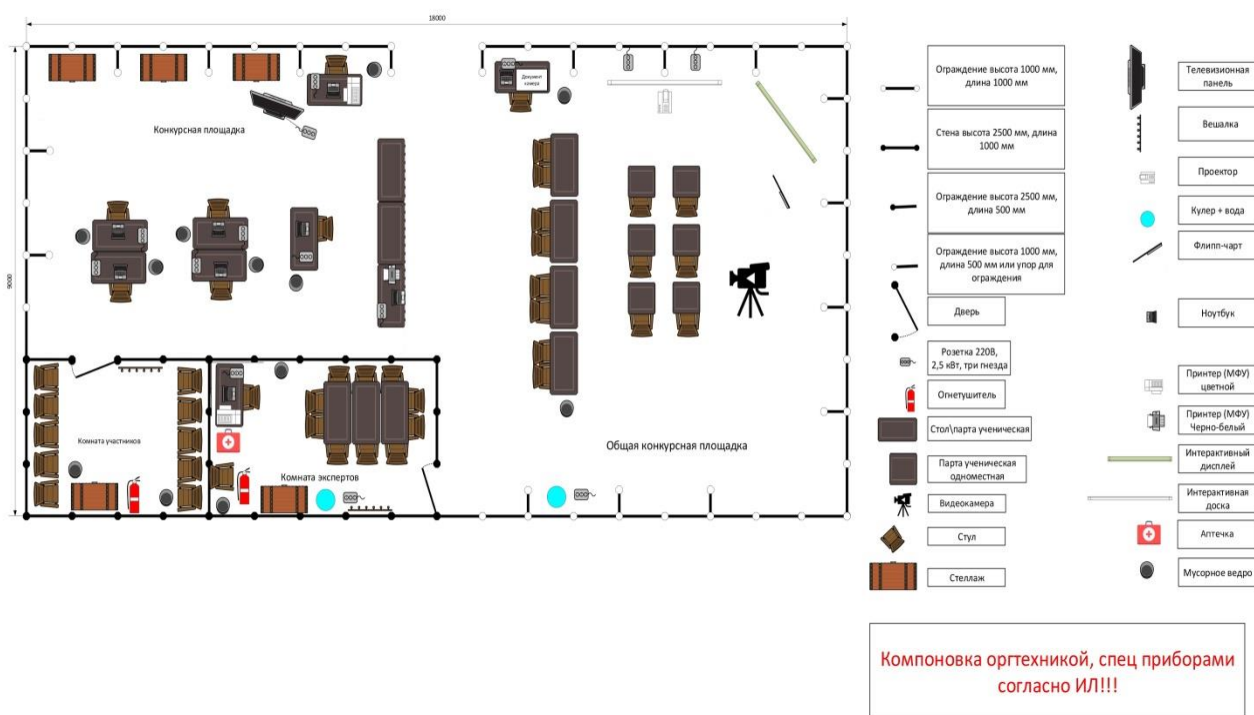 18000
9000
Конкурсная площадка
Документ
камера
Общая конкурсная площадка
Комната участников
Комната экспертов
Ограждение высота 1000 мм,
длина 1000 мм
Стена высота 2500 мм, длина
1000 мм
Ограждение высота 2500 мм,
длина 500 мм
Ограждение высота 1000 мм,
длина 500 мм или упор для
ограждения
Дверь
Розетка 220В,
2,5 кВт, три гнезда
Огнетушитель
Стол\парта ученическая
Парта ученическая
одноместная
Видеокамера
Стул
Стеллаж
Телевизионная
панель
Вешалка
Проектор
Кулер + вода
Флипп-чарт
Ноутбук
Принтер (МФУ)
цветной
Принтер (МФУ)
Черно-белый
Интерактивный
дисплей
Интерактивная
доска
Аптечка
Мусорное ведро
Компоновка оргтехникой, спец приборами
согласно ИЛ!!!